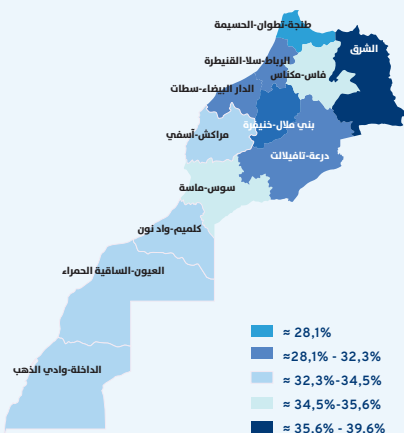 طنجة-تطوان-الحسيمة
الشرق
الرباط-سلا-القنيطرة
فاس-مكناس
الدار البيضاء-سطات
بني ملال-خنيفرة
مراكش-آسفي
درعة-تافيلالت
سوس-ماسة
كلميم-واد نون
العيون-الساقية الحمراء
الداخلة-وادي الذهب
≈ 28,1%
≈28,1% - 32,3%
≈ 32,3%-34,5%
≈ 34,5%-35,6%
≈ 35,6% - 39,6%